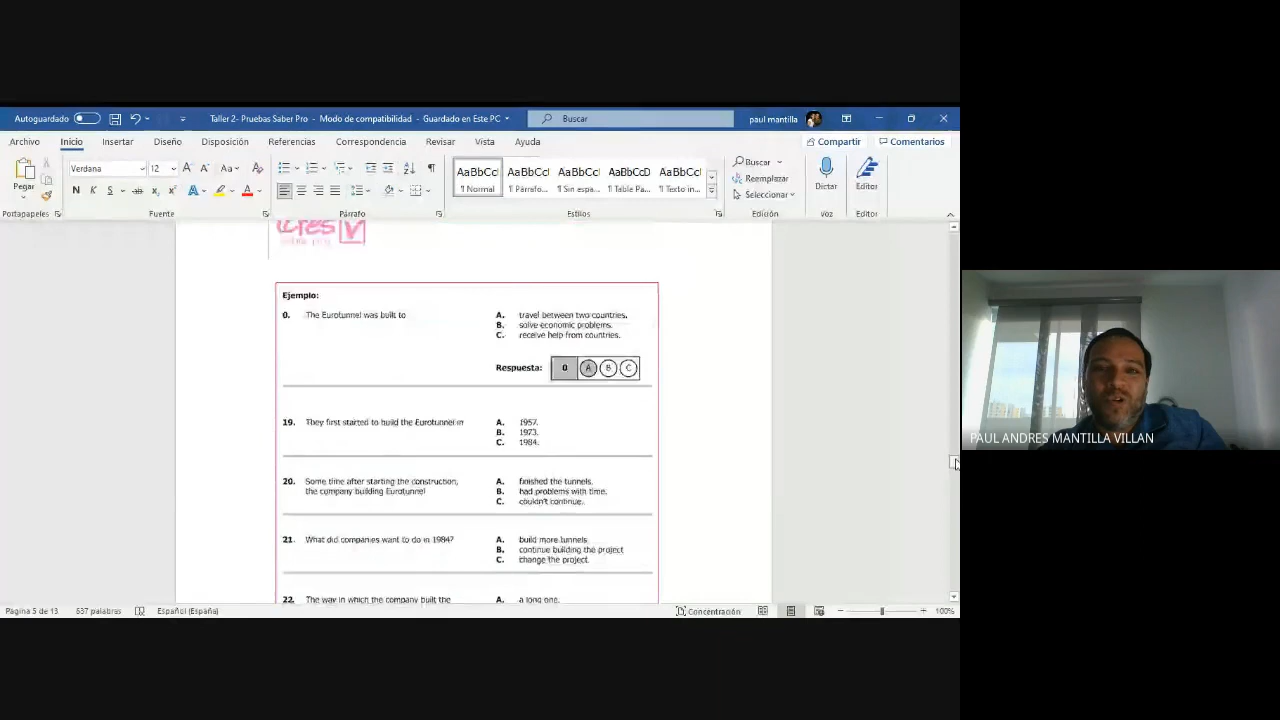 Autoguardado
Taller 2- Pruebas Saber Pro - Modo de compatibilidad - Guardado en Este PC
Buscar
paul mantilla
Archivo Inicio Insertar Diseño Disposición Referencias Correspondencia Revisar Vista Ayuda
Compartir Comentarios
Pegar
Verdana 12
N K S
AaBbCcI AaBbCcI AaBbCcI AaBbCcD AaBbCcI
¶ Normal ¶ Párrafo... ¶ Sin espa... ¶ Table Pa... ¶ Texto in...
Buscar
Reemplazar
Seleccionar
Dictar
Editor
Portapapeles Fuente Párrafo Estilos Edición Voz Editor
icfes
Ejemplo:
0. The Eurotunnel was built to
A. travel between two countries.
B. solve economic problems.
C. receive help from countries.
Respuesta: 0 A B C
19. They first started to build the Eurotunnel in
A. 1957.
B. 1973.
C. 1984.
20. Some time after starting the construction,
the company building Eurotunnel
A. finished the tunnels.
B. had problems with time.
C. couldn't continue.
21. What did companies want to do in 1984?
A. build more tunnels
B. continue building the project
C. change the project.
22. The way in which the company built the
A. a long one.
Página 5 de 13 637 palabras Español (España)
Concentración
100%
PAUL ANDRES MANTILLA VILLAN